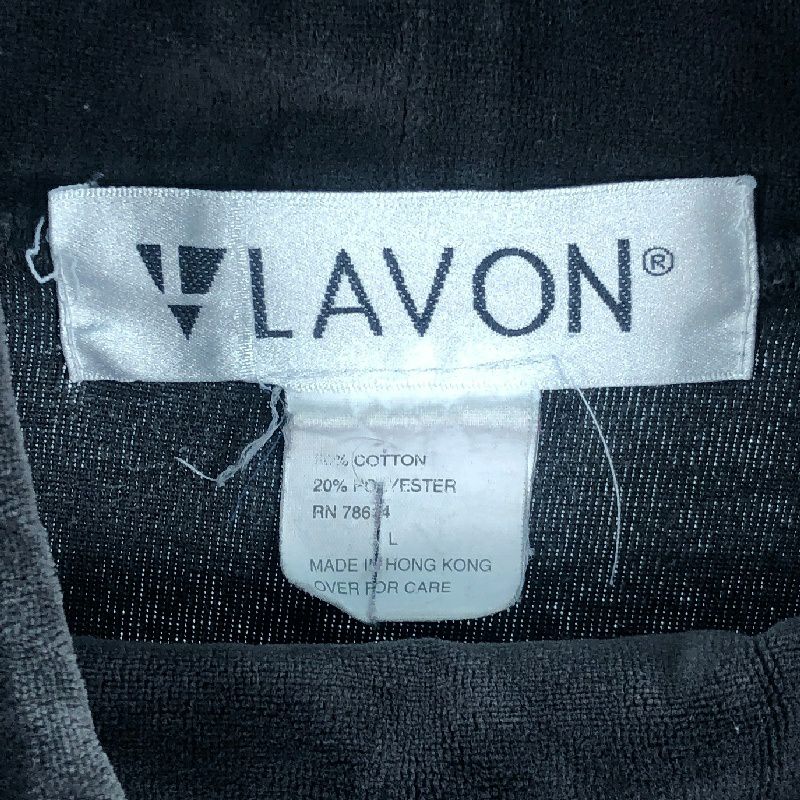 L LAVON®
% COTTON
20% POLYESTER
RN
L
MADE IN HONG KONG
OVER FOR CARE